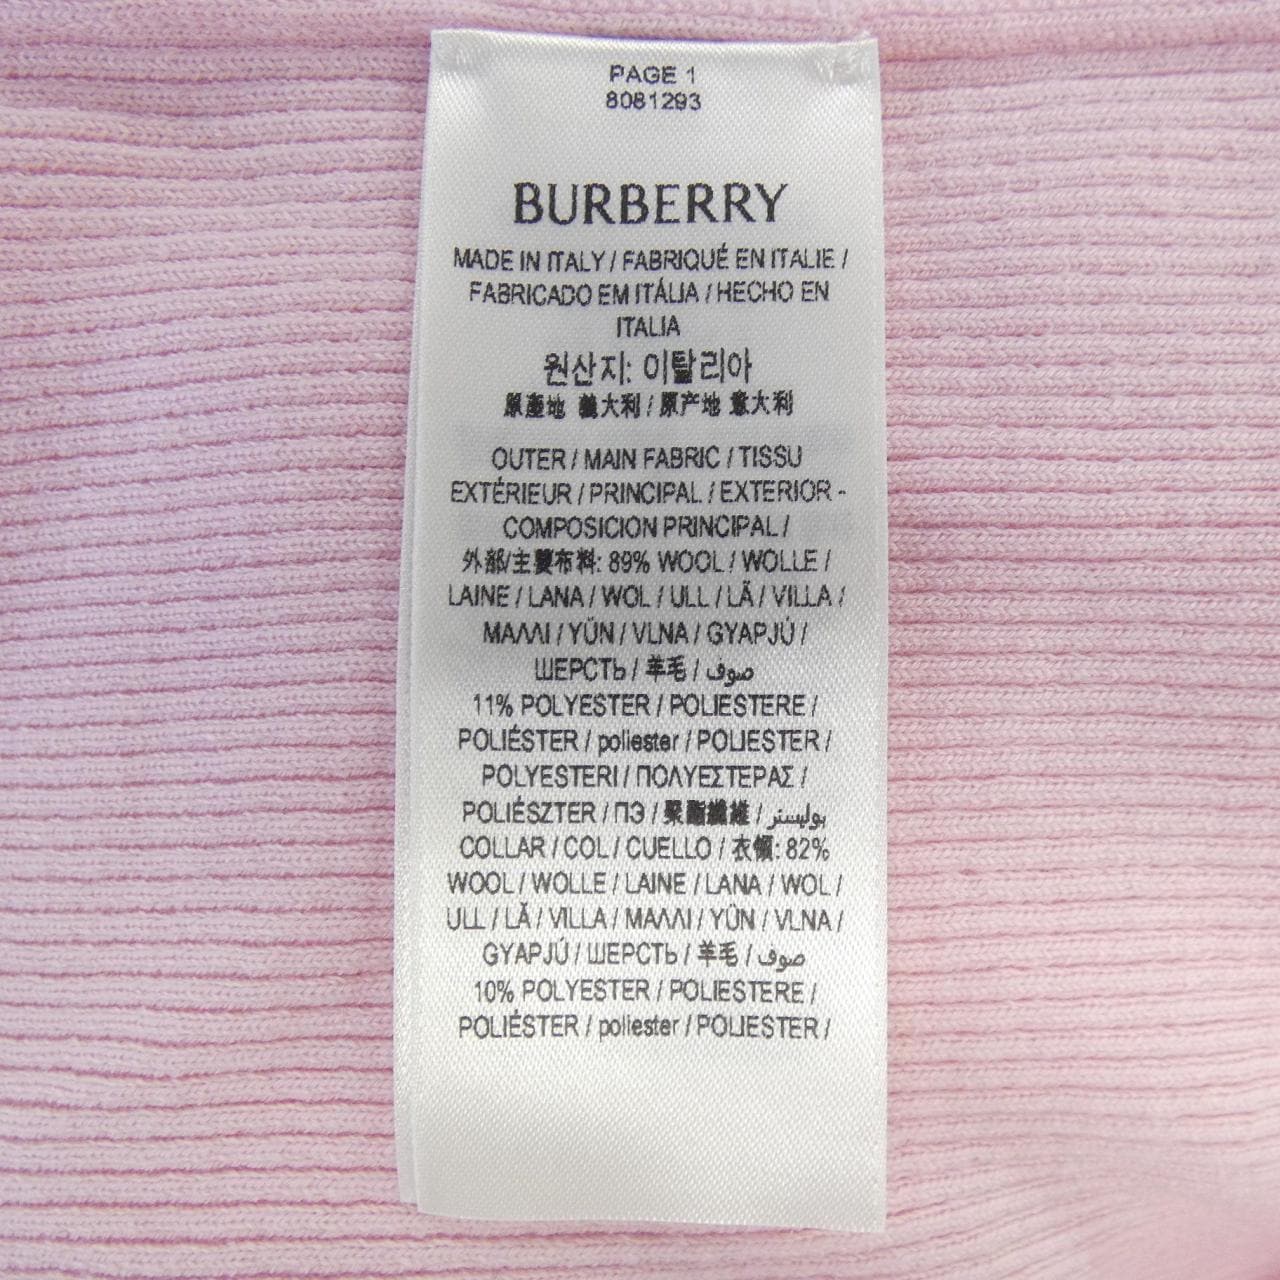 PAGE 1
8081293
BURBERRY
MADE IN ITALY / FABRIQUÉ EN ITALIE /
FABRICADO EM ITÁLIA / HECHO EN
ITALIA
원산지: 이탈리아
原產地 義大利 / 原产地 意大利
OUTER / MAIN FABRIC / TISSU
EXTÉRIEUR / PRINCIPAL / EXTERIOR -
COMPOSICION PRINCIPAL /
外部/主要布料: 89% WOOL / WOLLE /
LAINE / LANA / WOL / ULL / LÃ / VILLA /
ΜΑΛΛΙ / YÜN / VLNA / GYAPJÚ /
ШЕРСТЬ / 羊毛 / صوف
11% POLYESTER / POLIESTERE /
POLIÉSTER / poliester / POLIESTER /
POLYESTERI / ΠΟΛΥΕΣΤΕΡΑΣ /
POLIÉSZTER / ПЭ / 聚酯纖維 / بوليستر
COLLAR / COL / CUELLO / 衣領: 82%
WOOL / WOLLE / LAINE / LANA / WOL /
ULL / LÃ / VILLA / ΜΑΛΛΙ / YÜN / VLNA /
GYAPJÚ / ШЕРСТЬ / 羊毛 / صوف
10% POLYESTER / POLIESTERE /
POLIÉSTER / poliester / POLIESTER /